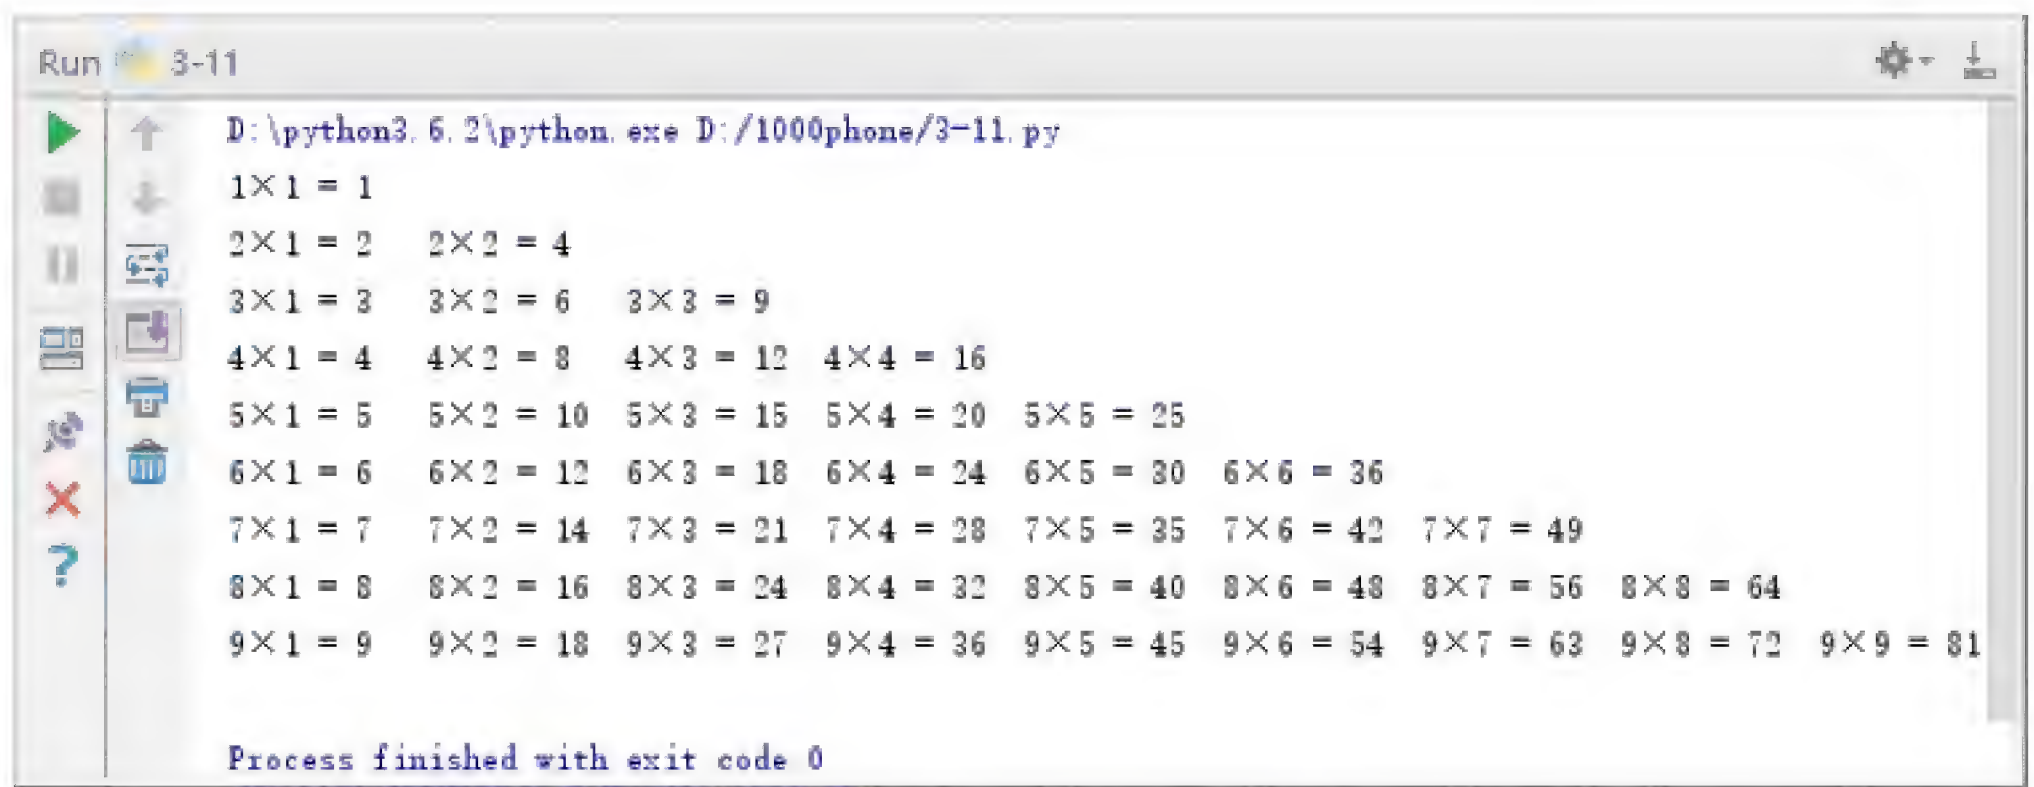 Run 3-11
D:\python3.6.2\python.exe D:/1000phone/3-11.py
1×1 = 1
2×1 = 2 2×2 = 4
3×1 = 3 3×2 = 6 3×3 = 9
4×1 = 4 4×2 = 8 4×3 = 12 4×4 = 16
5×1 = 5 5×2 = 10 5×3 = 15 5×4 = 20 5×5 = 25
6×1 = 6 6×2 = 12 6×3 = 18 6×4 = 24 6×5 = 30 6×6 = 36
7×1 = 7 7×2 = 14 7×3 = 21 7×4 = 28 7×5 = 35 7×6 = 42 7×7 = 49
8×1 = 8 8×2 = 16 8×3 = 24 8×4 = 32 8×5 = 40 8×6 = 48 8×7 = 56 8×8 = 64
9×1 = 9 9×2 = 18 9×3 = 27 9×4 = 36 9×5 = 45 9×6 = 54 9×7 = 63 9×8 = 72 9×9 = 81
Process finished with exit code 0